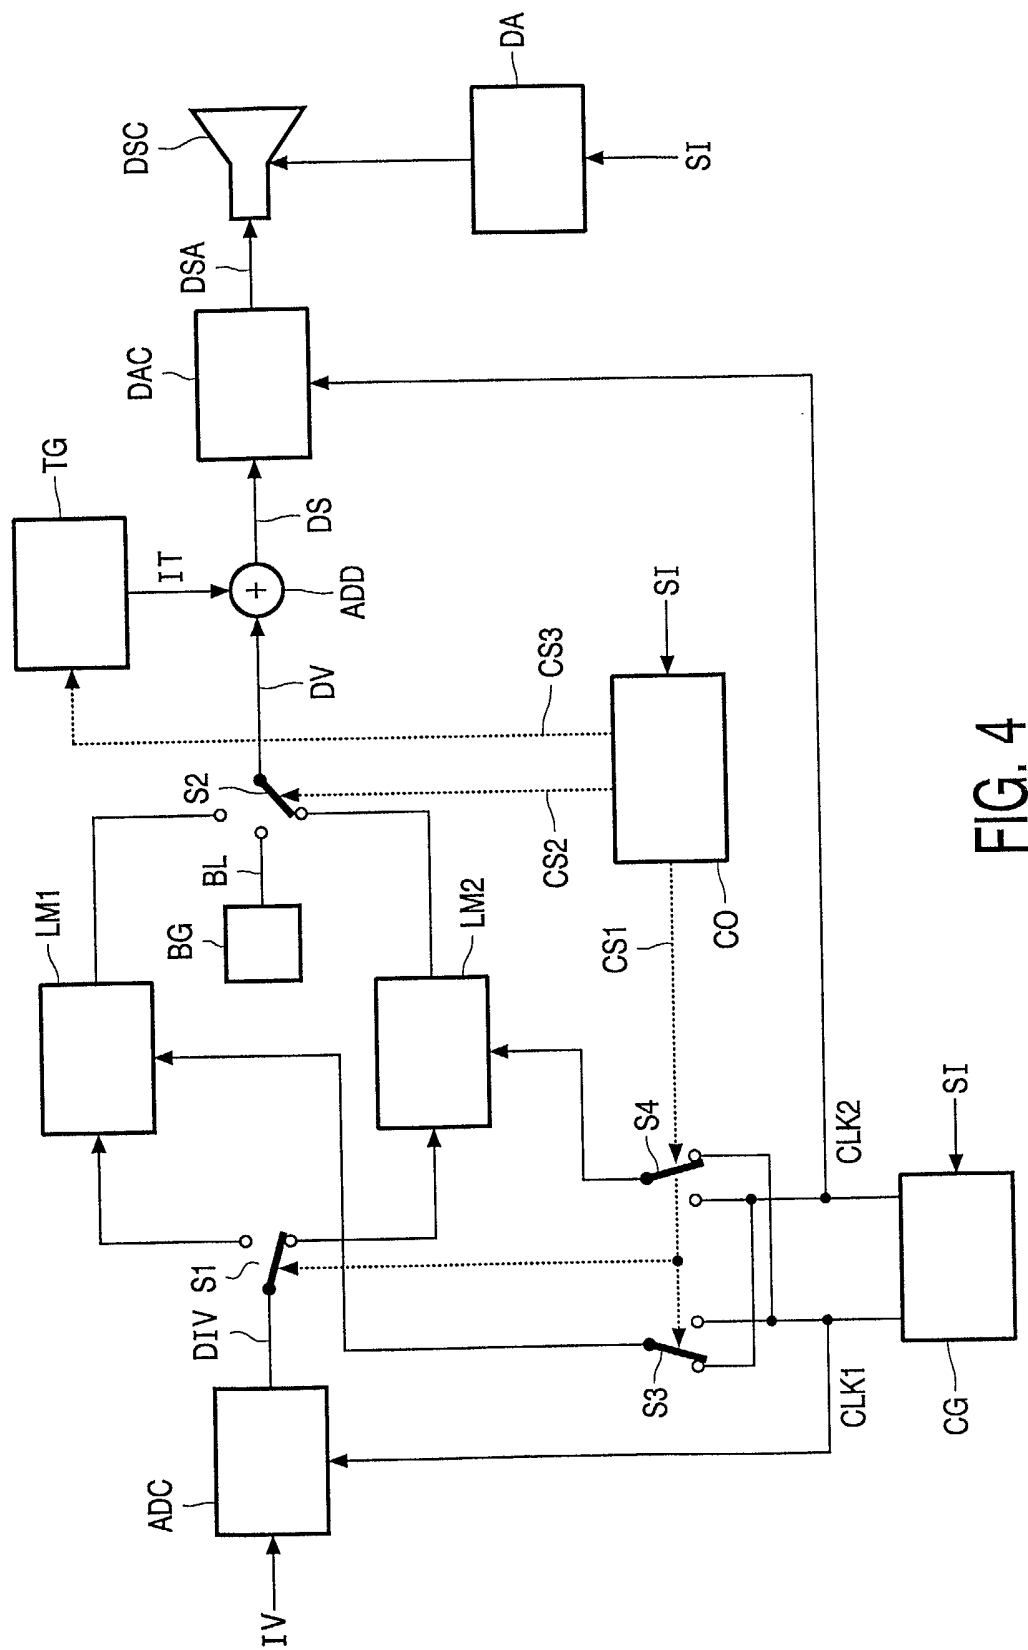 IV
ADC
DIV
S1
LM1
LM2
BG
BL
S2
DV
TG
IT
ADD
DS
DAC
DSA
DSC
DA
SI
CS3
CS2
SI
CO
CS1
S4
S3
CLK1
CLK2
CG
SI
FIG. 4